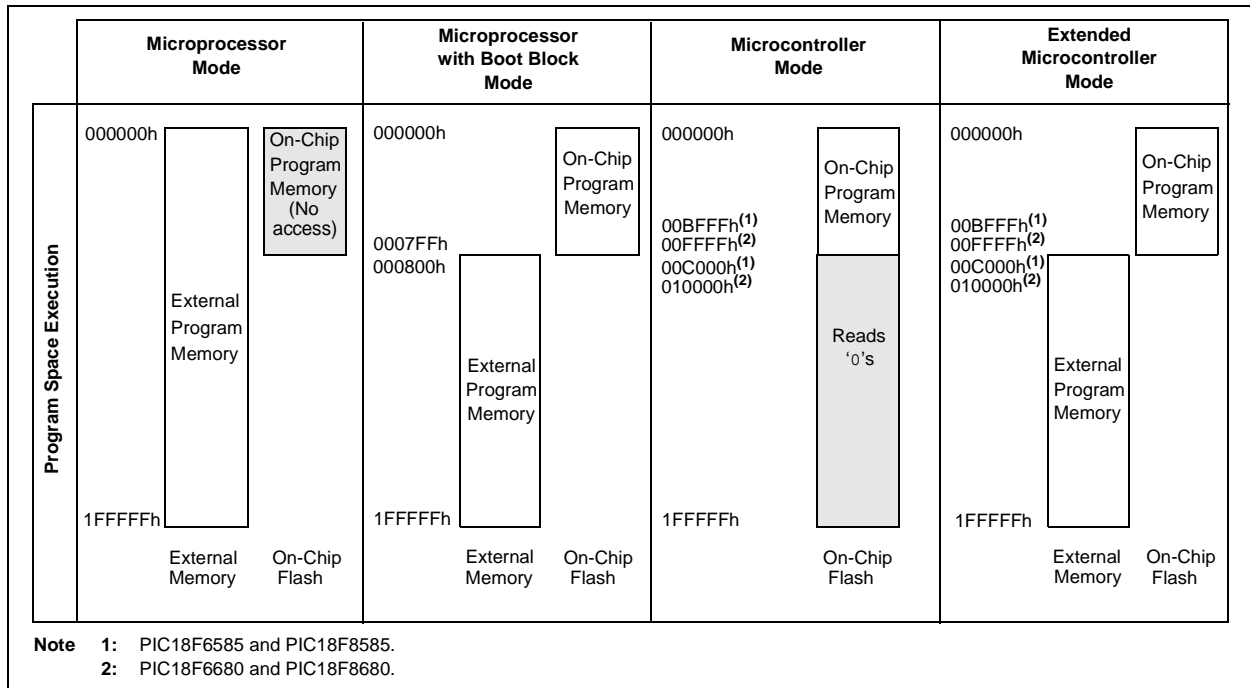 Microprocessor
Mode
Microprocessor
with Boot Block
Mode
Microcontroller
Mode
Extended
Microcontroller
Mode
Program Space Execution
000000h
1FFFFFh
External
Program
Memory
On-Chip
Program
Memory
(No
access)
External
Memory
On-Chip
Flash
000000h
0007FFh
000800h
1FFFFFh
On-Chip
Program
Memory
External
Program
Memory
External
Memory
On-Chip
Flash
000000h
00BFFFh(1)
00FFFFh(2)
00C000h(1)
010000h(2)
1FFFFFh
On-Chip
Program
Memory
Reads
‘0’s
On-Chip
Flash
000000h
00BFFFh(1)
00FFFFh(2)
00C000h(1)
010000h(2)
1FFFFFh
On-Chip
Program
Memory
External
Program
Memory
External
Memory
On-Chip
Flash
Note 1: PIC18F6585 and PIC18F8585.
2: PIC18F6680 and PIC18F8680.